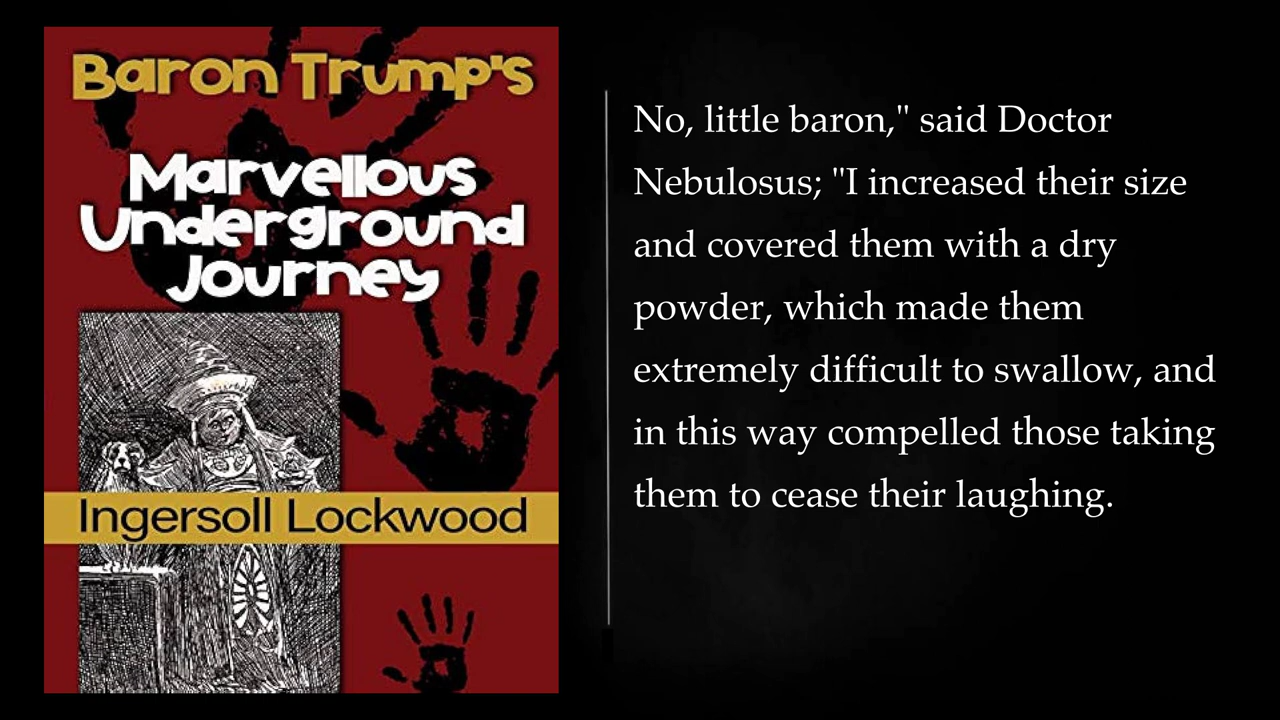 Baron Trump's
Marvellous
Underground
Journey
Ingersoll Lockwood
No, little baron," said Doctor
Nebulosus; "I increased their size
and covered them with a dry
powder, which made them
extremely difficult to swallow, and
in this way compelled those taking
them to cease their laughing.